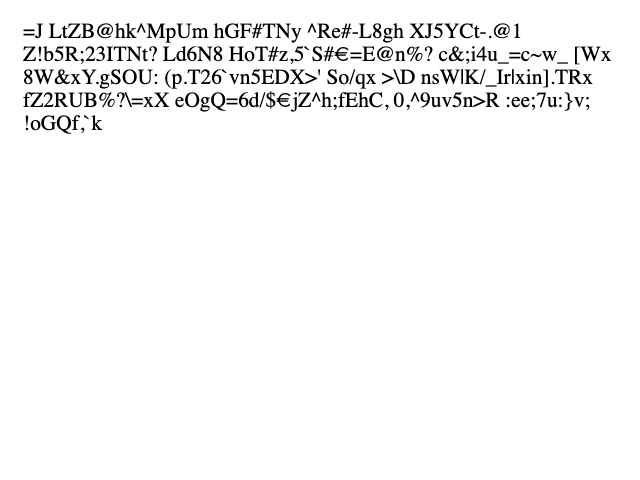 =J LtZB@hk^MpUm hGF#TNy ^Re#-L8gh XJ5YCt-.@1
Z!b5R;23ITNt? Ld6N8 HoT#z,5`S#€=E@n%? c&;i4u_=c~w_ [Wx
8W&xY.gSOU: (p.T26`vn5EDX>' So/qx >\D nsW|K/_Ir|xin].TRx
fZ2RUB%?\=xX eOgQ=6d/$€jZ^h;fEhC, 0,^9uv5n>R :ee;7u:}v;
!oGQf,`k